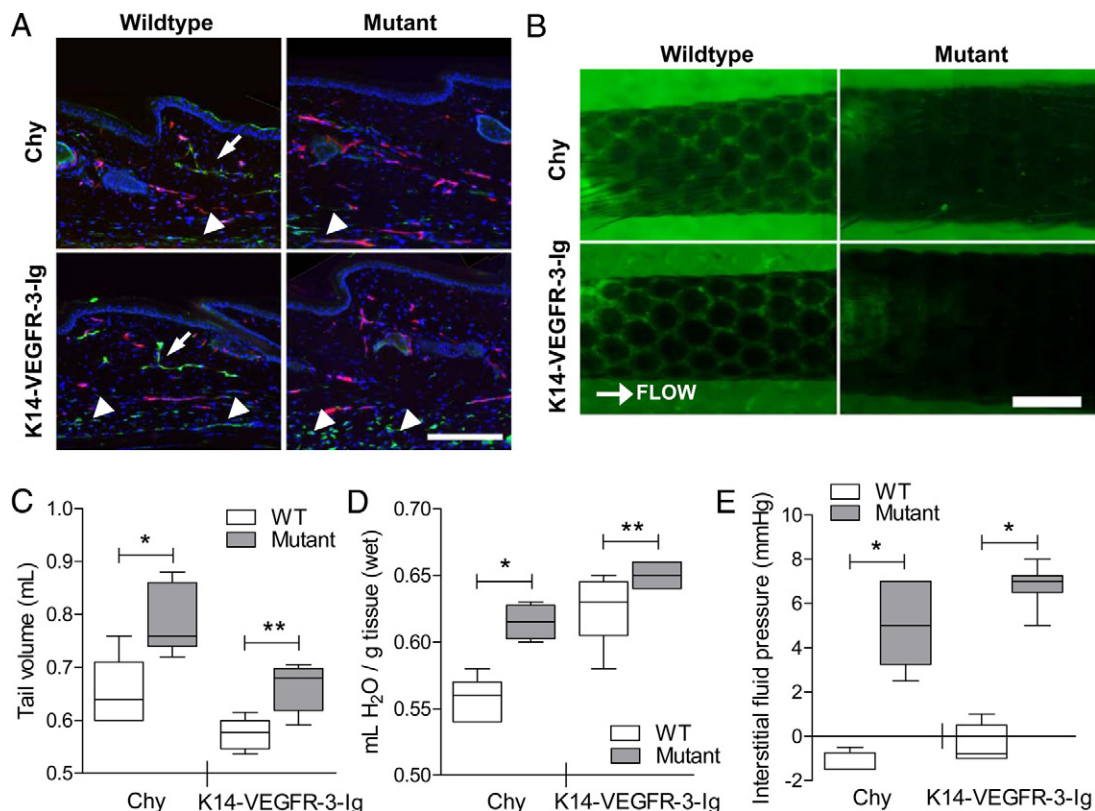 A
Wildtype Mutant
Chy
K14-VEGFR-3-Ig
B
Wildtype Mutant
Chy
K14-VEGFR-3-Ig
FLOW
C
Tail volume (mL)
1.0
0.9
0.8
0.7
0.6
0.5
WT
Mutant
*
**
Chy K14-VEGFR-3-Ig
D
mL H₂O / g tissue (wet)
0.70
0.65
0.60
0.55
0.50
*
**
WT
Mutant
Chy K14-VEGFR-3-Ig
E
Interstitial fluid pressure (mmHg)
WT
Mutant
10
8
6
4
2
0
-2
*
*
Chy K14-VEGFR-3-Ig